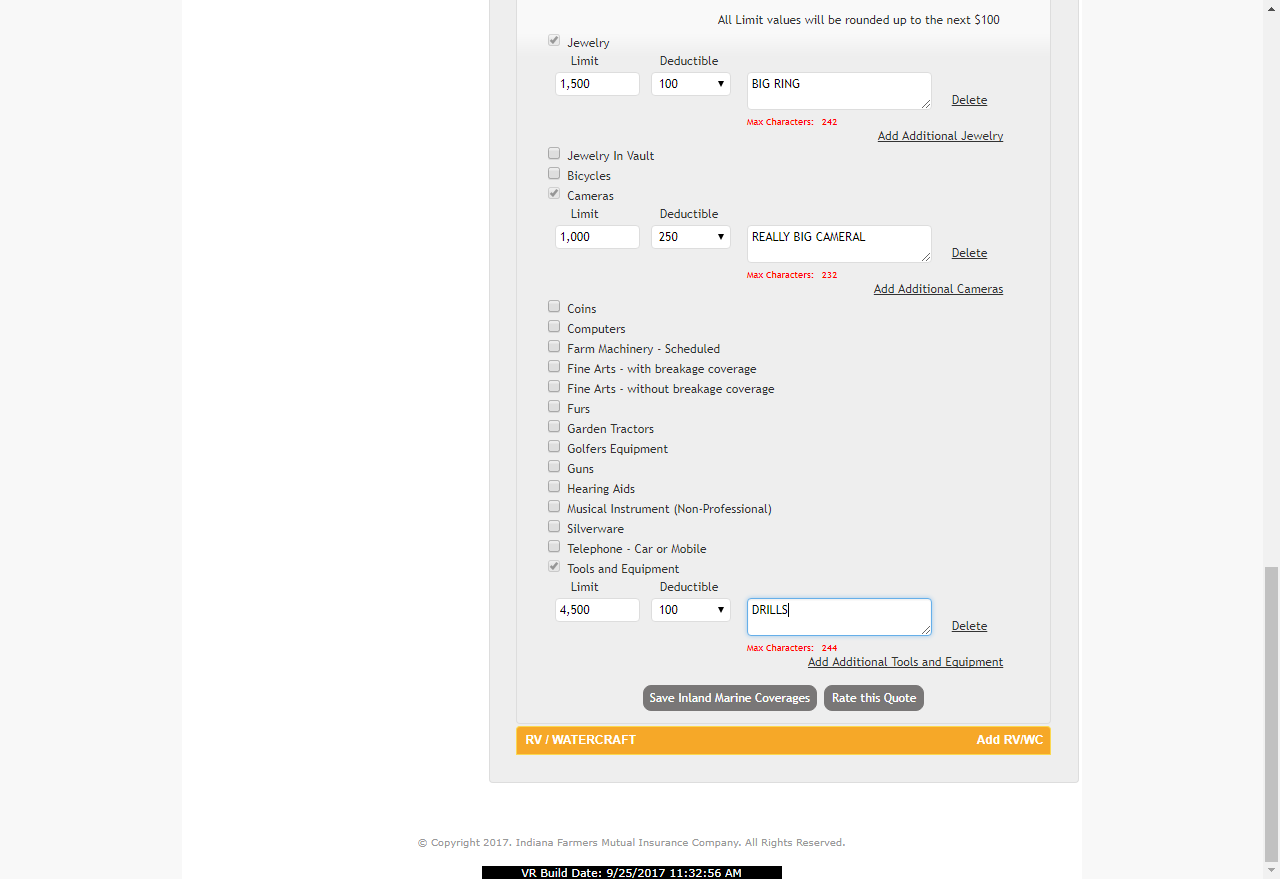 All Limit values will be rounded up to the next $100
Jewelry
Limit Deductible
1,500 100 BIG RING
Delete
Max Characters: 242
Add Additional Jewelry
Jewelry In Vault
Bicycles
Cameras
Limit Deductible
1,000 250 REALLY BIG CAMERAL
Delete
Max Characters: 232
Add Additional Cameras
Coins
Computers
Farm Machinery - Scheduled
Fine Arts - with breakage coverage
Fine Arts - without breakage coverage
Furs
Garden Tractors
Golfers Equipment
Guns
Hearing Aids
Musical Instrument (Non-Professional)
Silverware
Telephone - Car or Mobile
Tools and Equipment
Limit Deductible
4,500 100 DRILLS
Delete
Max Characters: 244
Add Additional Tools and Equipment
Save Inland Marine Coverages Rate this Quote
RV / WATERCRAFT Add RV/WC
© Copyright 2017. Indiana Farmers Mutual Insurance Company. All Rights Reserved.
VR Build Date: 9/25/2017 11:32:56 AM